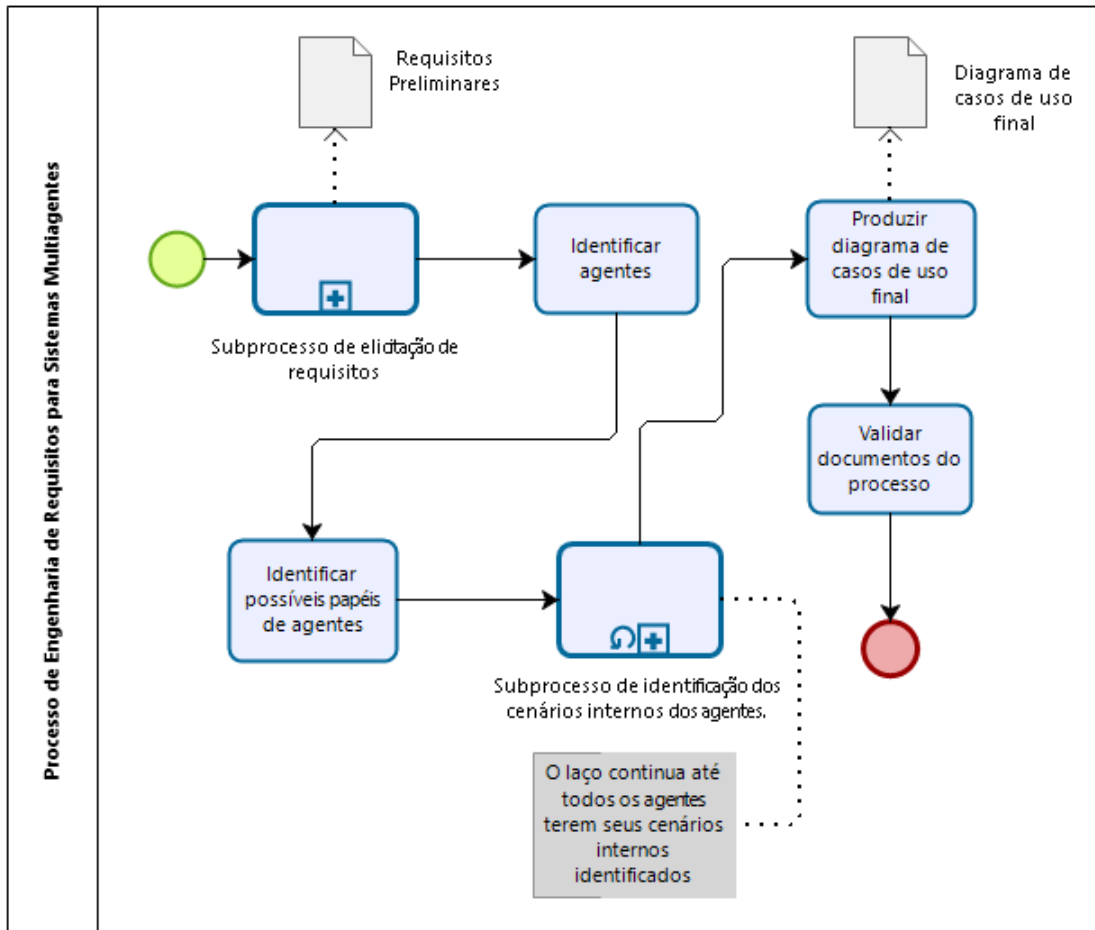 Processo de Engenharia de Requisitos para Sistemas Multiagentes
Requisitos
Preliminares
Diagrama de
casos de uso
final
Subprocesso de elicitação de
requisitos
Identificar
agentes
Produzir
diagrama de
casos de uso
final
Validar
documentos do
processo
Identificar
possíveis papéis
de agentes
Subprocesso de identificação dos
cenários internos dos agentes.
O laço continua até
todos os agentes
terem seus cenários
internos
identificados